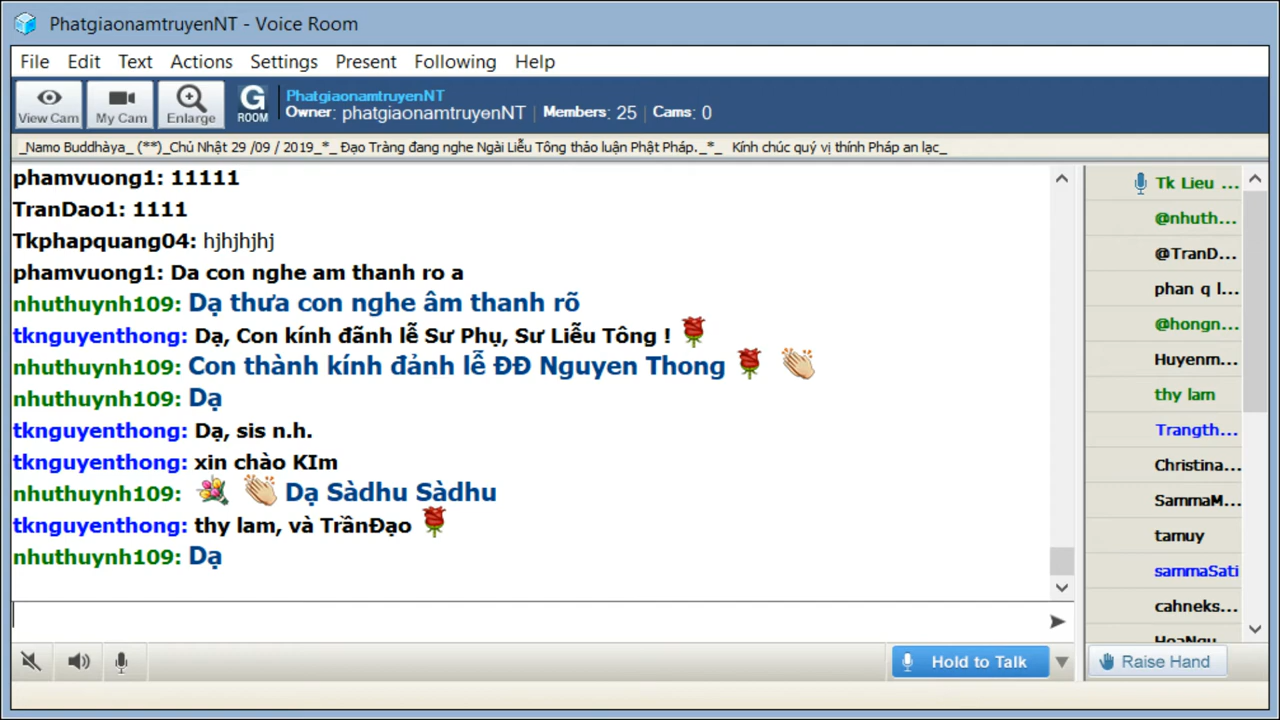 PhatgiaonamtruyenNT - Voice Room
File Edit Text Actions Settings Present Following Help
View Cam My Cam Enlarge G ROOM
PhatgiaonamtruyenNT
Owner: phatgiaonamtruyenNT | Members: 25 | Cams: 0
_Namo Buddhàya_ (**)_Chủ Nhật 29 /09 / 2019_*_ Đạo Tràng đang nghe Ngài Liễu Tông thảo luận Phật Pháp._*_ Kính chúc quý vị thính Pháp an lạc_
phamvuong1: 11111
TranDao1: 1111
Tkphapquang04: hjhjhjhj
phamvuong1: Da con nghe am thanh ro a
nhuthuynh109: Dạ thưa con nghe âm thanh rõ
tknguyenthong: Dạ, Con kính đãnh lễ Sư Phụ, Sư Liễu Tông !
nhuthuynh109: Con thành kính đảnh lễ ĐĐ Nguyen Thong
nhuthuynh109: Dạ
tknguyenthong: Dạ, sis n.h.
tknguyenthong: xin chào KIm
nhuthuynh109: Dạ Sàdhu Sàdhu
tknguyenthong: thy lam, và TrầnĐạo
nhuthuynh109: Dạ
Tk Lieu ...
@nhuth...
@TranD...
phan q l...
@hongn...
Huyenm...
thy lam
Trangth...
Christina...
SammaM...
tamuy
sammaSati
cahneks...
HoaNgu
Hold to Talk
Raise Hand